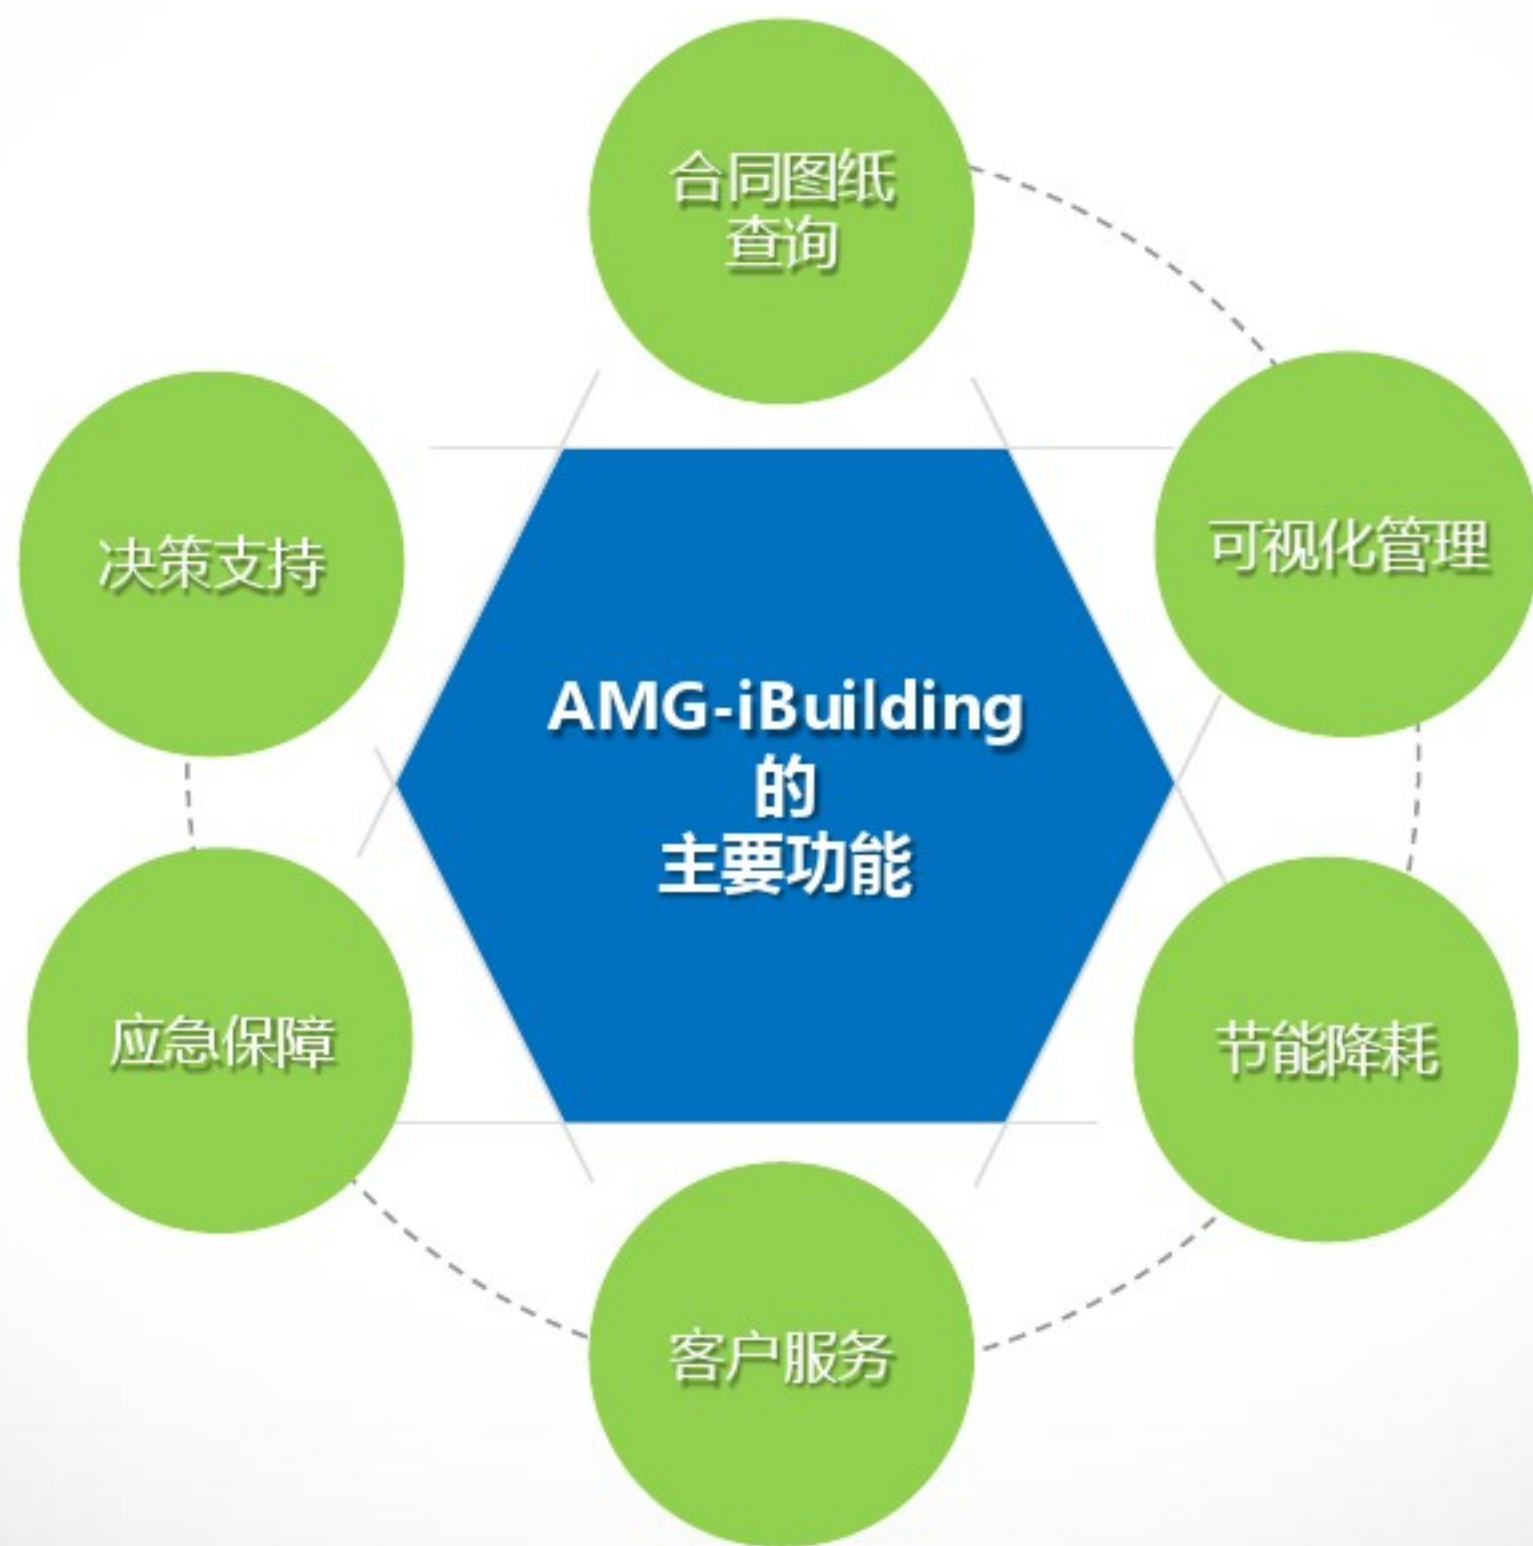 合同图纸
查询
可视化管理
决策支持
AMG-iBuilding
的
主要功能
应急保障
节能降耗
客户服务